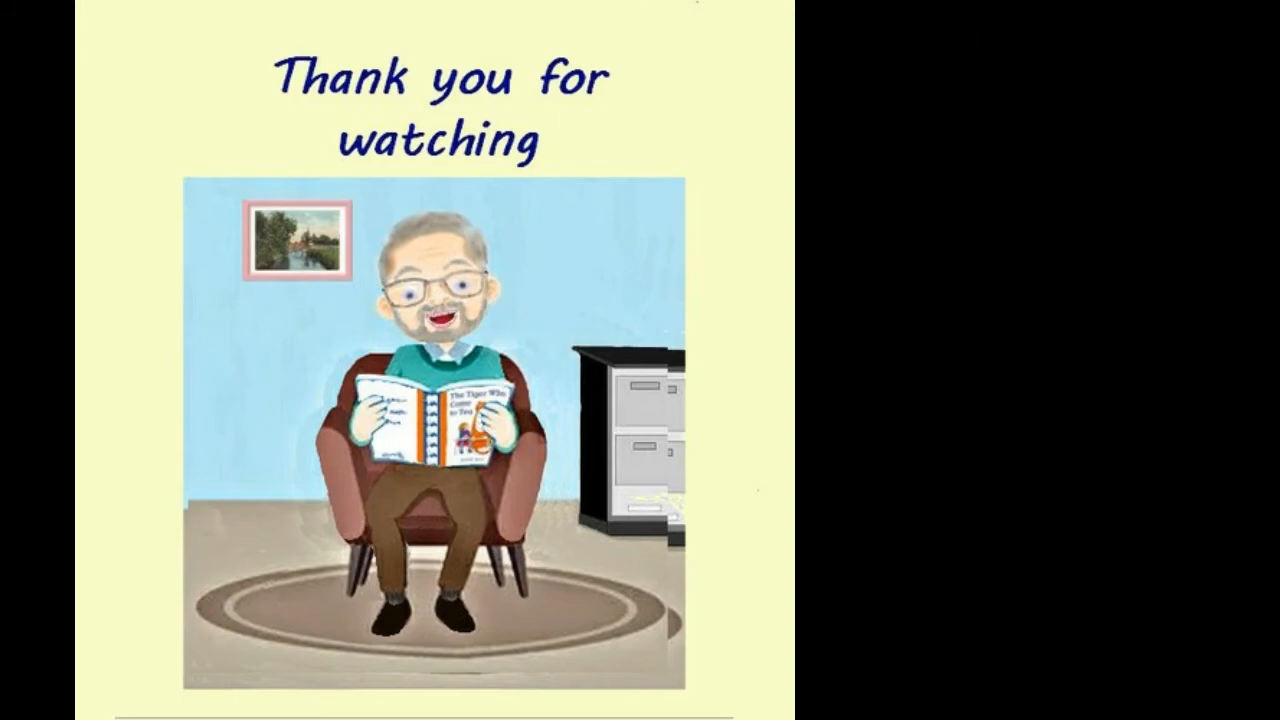 Thank you for
watching
The Tiger Who
Came
to Tea